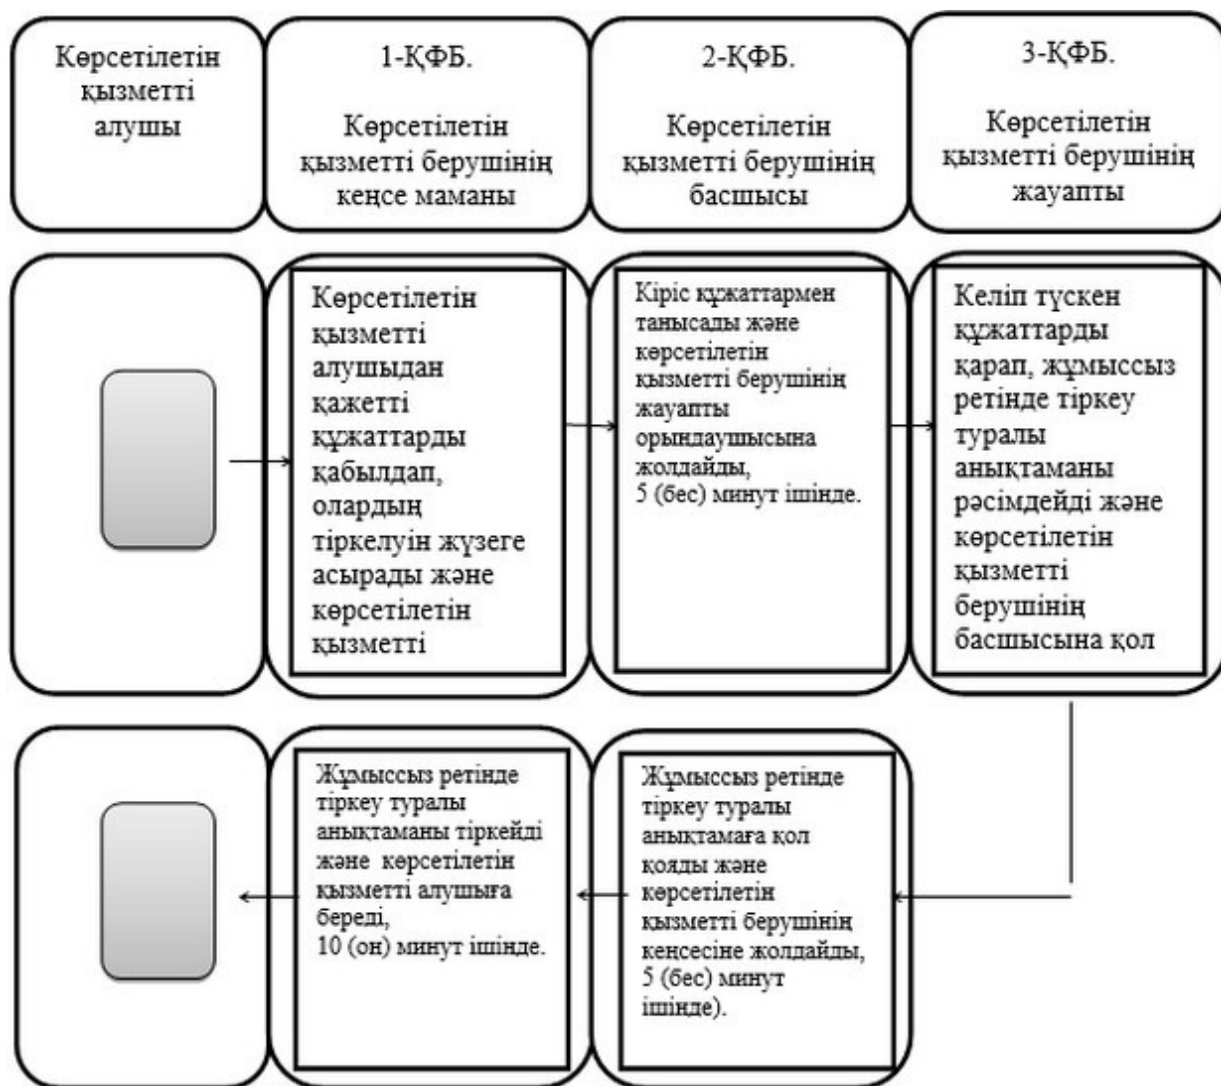 Көрсетілетін
қызметті
алушы
1-ҚФБ.
Көрсетілетін
қызметті берушінің
кеңсе маманы
2-ҚФБ.
Көрсетілетін
қызметті берушінің
басшысы
3-ҚФБ.
Көрсетілетін
қызметті берушінің
жауапты
Көрсетілетін
қызметті
алушыдан
қажетті
құжаттарды
қабылдап,
олардың
тіркелуін жүзеге
асырады және
көрсетілетін
қызметті
Кіріс құжаттармен
танысады және
көрсетілетін
қызметті берушінің
жауапты
орындаушысына
жолдайды,
5 (бес) минут ішінде.
Келіп түскен
құжаттарды
қарап, жұмыссыз
ретінде тіркеу
туралы
анықтаманы
рәсімдейді және
көрсетілетін
қызметті
берушінің
басшысына қол
Жұмыссыз ретінде
тіркеу туралы
анықтаманы тіркейді
және көрсетілетін
қызметті алушыға
береді,
10 (он) минут ішінде.
Жұмыссыз ретінде
тіркеу туралы
анықтамаға қол
қояды және
көрсетілетін
қызметті берушінің
кеңсесіне жолдайды,
5 (бес) минут
ішінде).